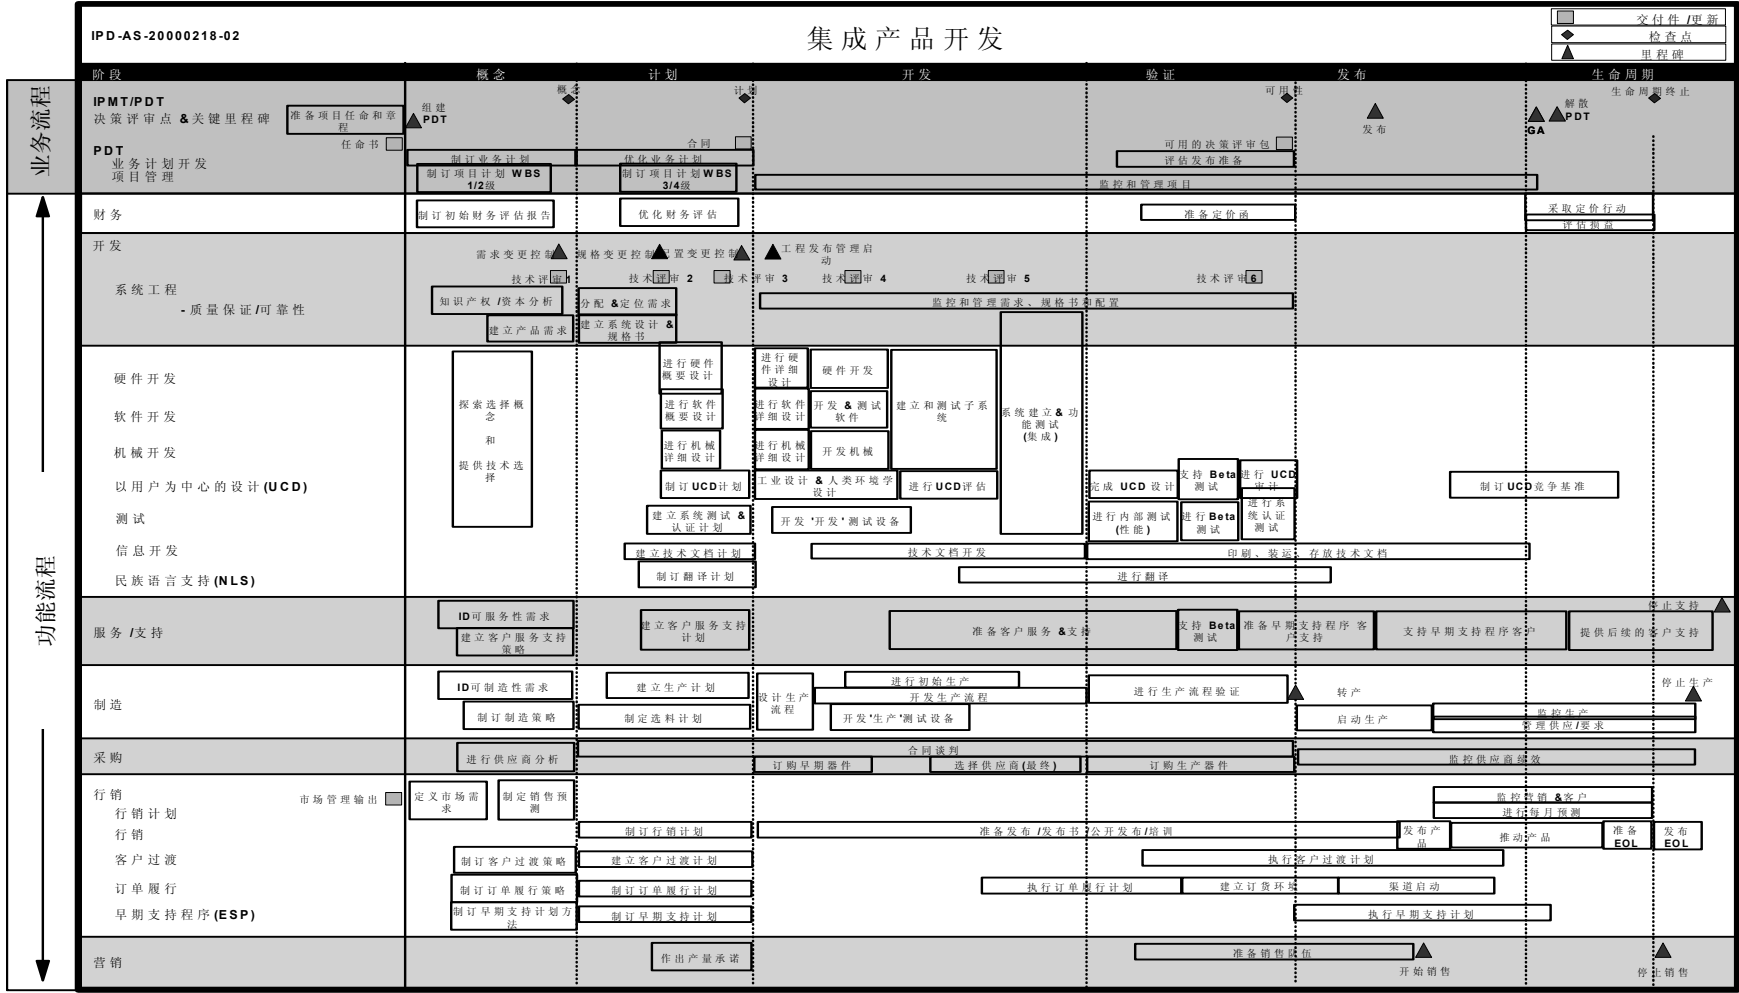 IPD-AS-20000218-02
集成产品开发
交付件 /更新
检查点
里程碑
阶段
概念
计划
开发
验证
发布
生命周期
业务流程
IPMT/PDT
决策评审点 &关键里程碑
准备项目任命和章
程
组建
PDT
概念
计划
可用性
发布
GA
解散
PDT
生命周期终止
任命书
合同
可用的决策评审包
PDT
业务计划开发
项目管理
制订业务计划
优化业务计划
评估发布准备
制订项目计划 WBS
1/2级
制订项目计划WBS
3/4级
监控和管理项目
功能流程
财务
制订初始财务评估报告
优化财务评估
准备定价函
采取定价行动
评估损益
开发
需求变更控制
规格变更控制
配置变更控制
工程发布管理启
动
技术评审1
技术评审 2
技术评审 3
技术评审 4
技术评审 5
技术评审6
系统工程
-质量保证/可靠性
知识产权 /资本分析
分配 &定位需求
监控和管理需求、规格书和配置
建立产品需求
建立系统设计 &
规格书
硬件开发
进行硬件
概要设计
进行硬
件详细
设计
硬件开发
软件开发
探索选择概
念
和
提供技术选
择
进行软件
概要设计
进行软件
详细设计
开发 &测试
软件
建立和测试子系
统
系统建立&功
能测试
(集成)
机械开发
进行机械
详细设计
进行机械
详细设计
开发机械
以用户为中心的设计(UCD)
制订UCD计划
工业设计 &人类环境学
设计
进行UCD评估
完成 UCD 设计
支持 Beta
测试
进行 UCD
审计
制订UCD竞争基准
测试
建立系统测试 &
认证计划
开发 '开发'测试设备
进行内部测试
(性能)
进行Beta
测试
进行系
统认证
测试
信息开发
建立技术文档计划
技术文档开发
印刷、装运、存放技术文档
民族语言支持(NLS)
制订翻译计划
进行翻译
服务 /支持
ID可服务性需求
建立客户服务支持
策略
建立客户服务支持
计划
准备客户服务 &支持
支持 Beta
测试
准备早期支持程序 客
户支持
支持早期支持程序客户
提供后续的客户支持
停止支持
制造
ID可制造性需求
建立生产计划
设计生产
流程
进行初始生产
开发生产流程
进行生产流程验证
转产
停止生产
制订制造策略
制定选料计划
开发'生产'测试设备
启动生产
监控生产
管理供应/要求
采购
进行供应商分析
合同谈判
订购早期器件
选择供应商(最终)
订购生产器件
监控供应商绩效
行销
市场管理输出
定义市场需
求
制定销售预
测
监控营销 &客户
进行每月预测
行销计划
行销
制订行销计划
准备发布 /发布书 /公开发布/培训
发布产
品
推动产品
准备
EOL
发布
EOL
客户过渡
制订客户过渡策略
建立客户过渡计划
执行客户过渡计划
订单履行
制订订单履行策略
制订订单履行计划
执行订单履行计划
建立订货环境
渠道启动
早期支持程序(ESP)
制订早期支持计划方
法
制订早期支持计划
执行早期支持计划
营销
作出产量承诺
准备销售队伍
开始销售
停止销售